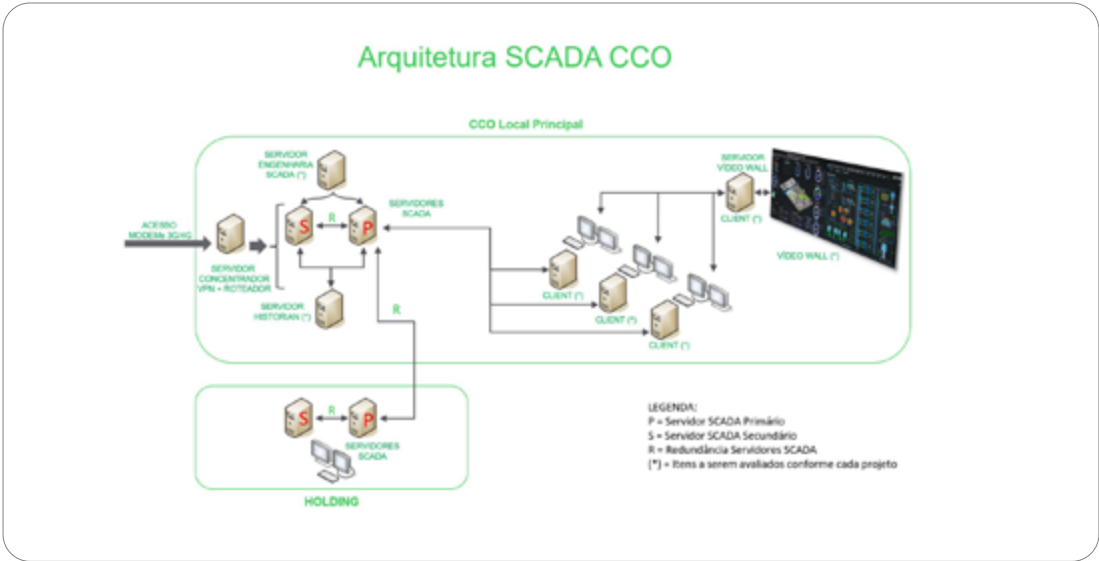 Arquitetura SCADA CCO
CCO Local Principal
SERVIDOR
ENGENHARIA
SCADA (*)
SERVIDORES
SCADA
SERVIDOR
VÍDEO WALL
ACESSO
MODEMs 3G/4G
S
R
P
CLIENT (*)
VÍDEO WALL (*)
SERVIDOR
CONCENTRADOR
VPN + ROTEADOR
SERVIDOR
HISTORIAN (*)
R
CLIENT (*)
CLIENT (*)
CLIENT (*)
S
R
P
SERVIDORES
SCADA
HOLDING
LEGENDA:
P = Servidor SCADA Primário
S = Servidor SCADA Secundário
R = Redundância Servidores SCADA
(*) = Itens a serem avaliados conforme cada projeto